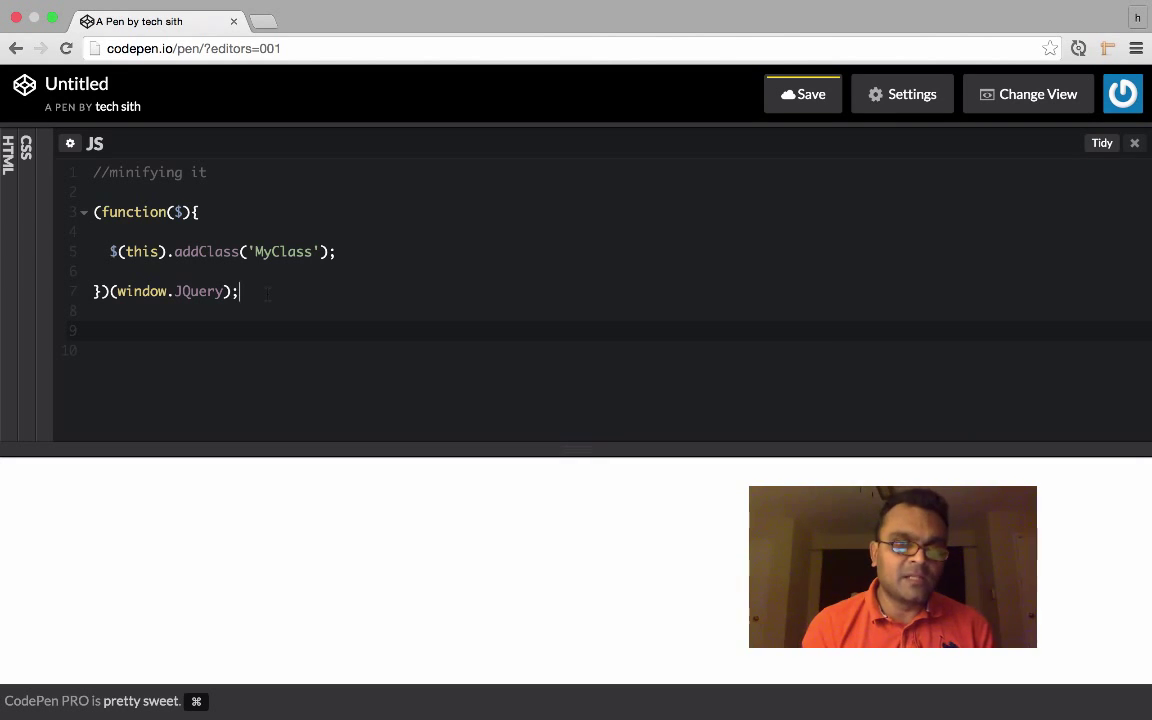 A Pen by tech sith
h
codepen.io/pen/?editors=001
Untitled
A PEN BY tech sith
Save
Settings
Change View
HTML
CSS
JS
Tidy
1 //minifying it
2
3 (function($){
4
5 $(this).addClass('MyClass');
6
7 })(window.JQuery);
8
9
10
CodePen PRO is pretty sweet. ⌘